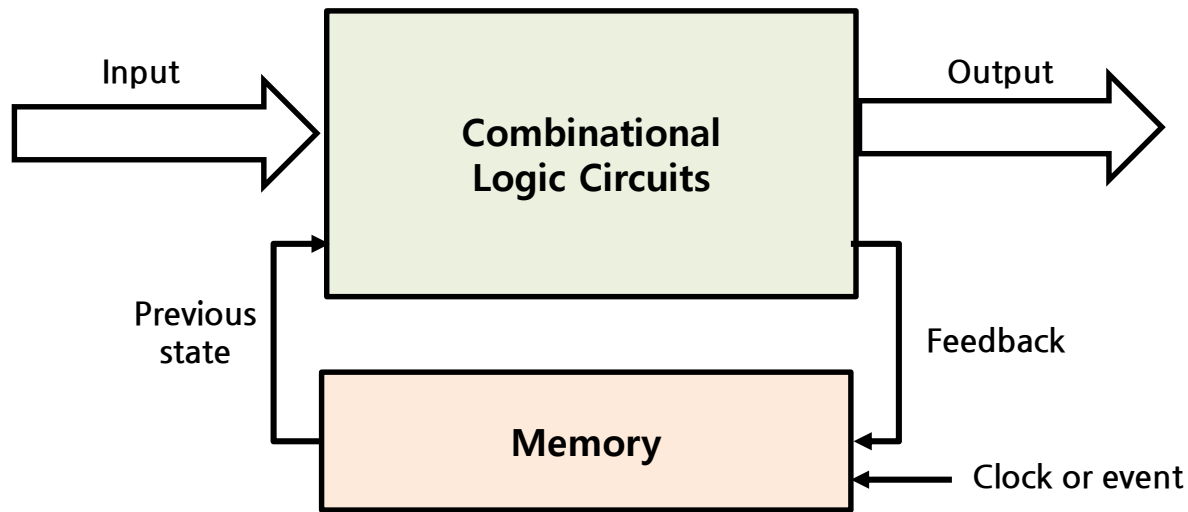 Input
Output
Combinational
Logic Circuits
Previous
state
Feedback
Memory
Clock or event